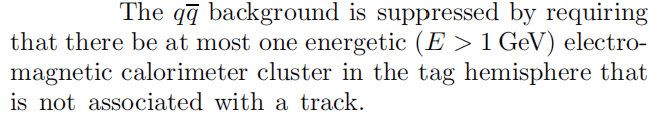 The qq̅ background is suppressed by requiring
that there be at most one energetic (E > 1 GeV) electro-
magnetic calorimeter cluster in the tag hemisphere that
is not associated with a track.